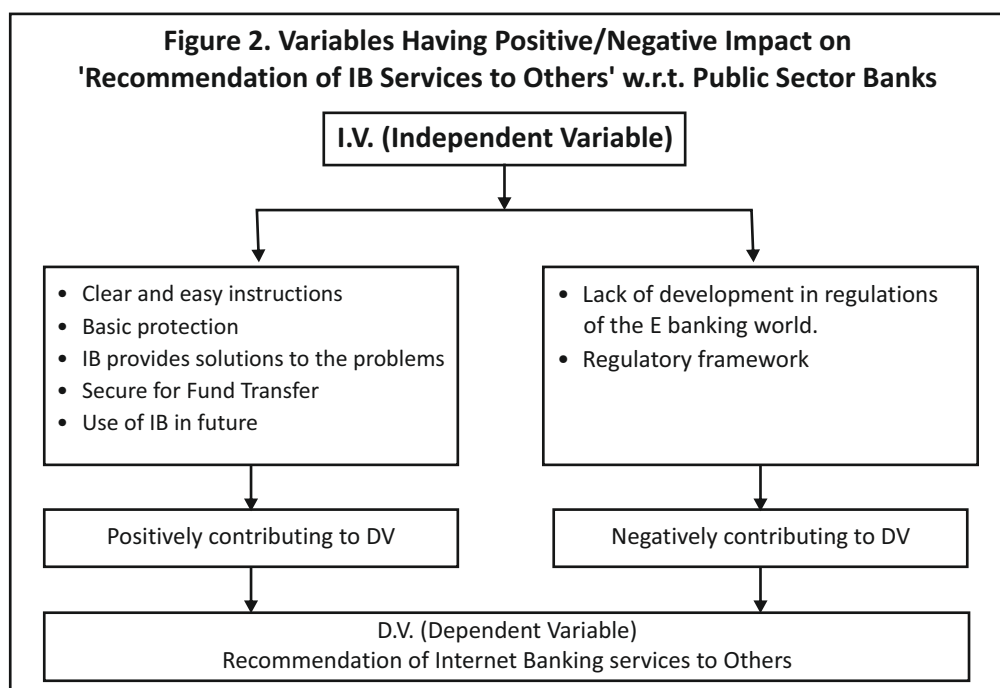 Figure 2. Variables Having Positive/Negative Impact on
'Recommendation of IB Services to Others' w.r.t. Public Sector Banks
I.V. (Independent Variable)
• Clear and easy instructions
• Basic protection
• IB provides solutions to the problems
• Secure for Fund Transfer
• Use of IB in future
• Lack of development in regulations
of the E banking world.
• Regulatory framework
Positively contributing to DV
Negatively contributing to DV
D.V. (Dependent Variable)
Recommendation of Internet Banking services to Others